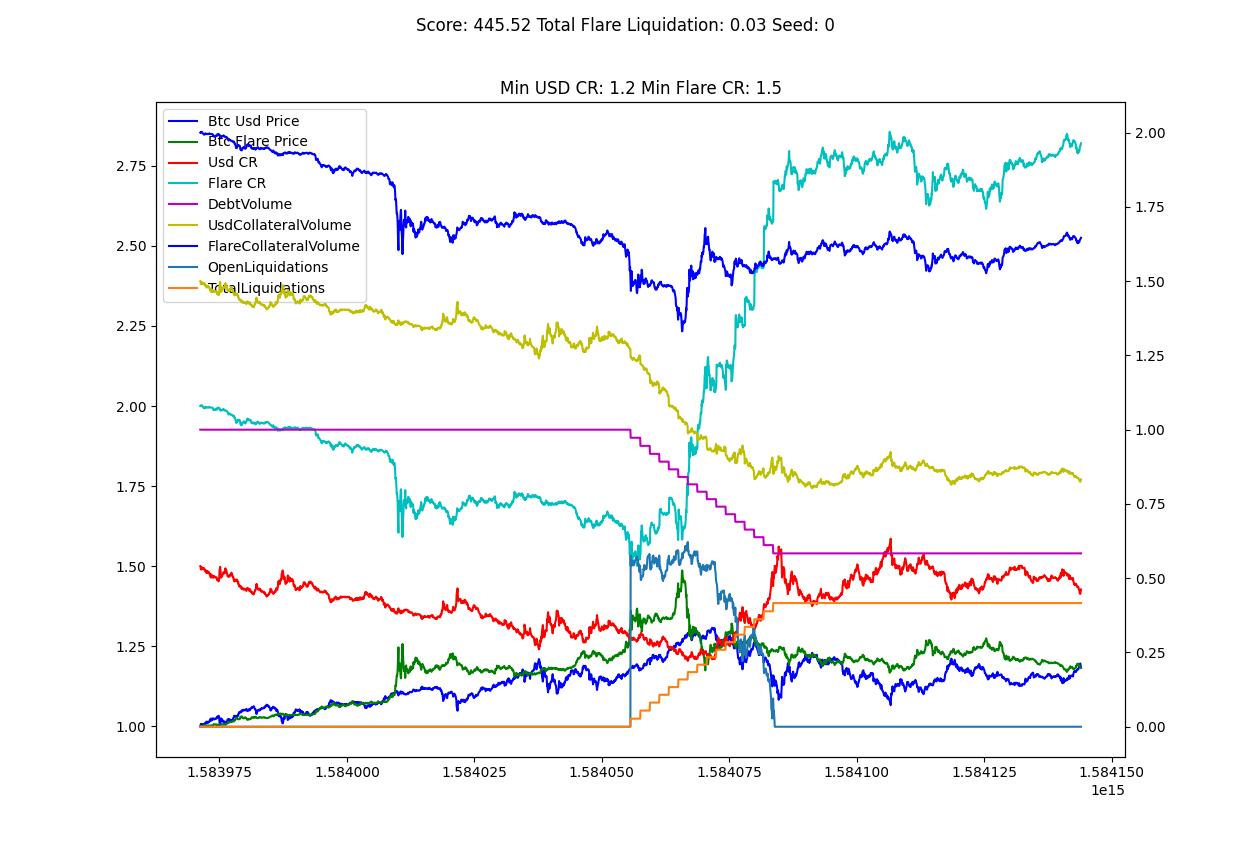 Score: 445.52 Total Flare Liquidation: 0.03 Seed: 0
Min USD CR: 1.2 Min Flare CR: 1.5
Btc Usd Price
Btc Flare Price
Usd CR
Flare CR
DebtVolume
UsdCollateralVolume
FlareCollateralVolume
OpenLiquidations
TotalLiquidations
2.75
2.50
2.25
2.00
1.75
1.50
1.25
1.00
2.00
1.75
1.50
1.25
1.00
0.75
0.50
0.25
0.00
1.583975 1.584000 1.584025 1.584050 1.584075 1.584100 1.584125 1.584150
1e15